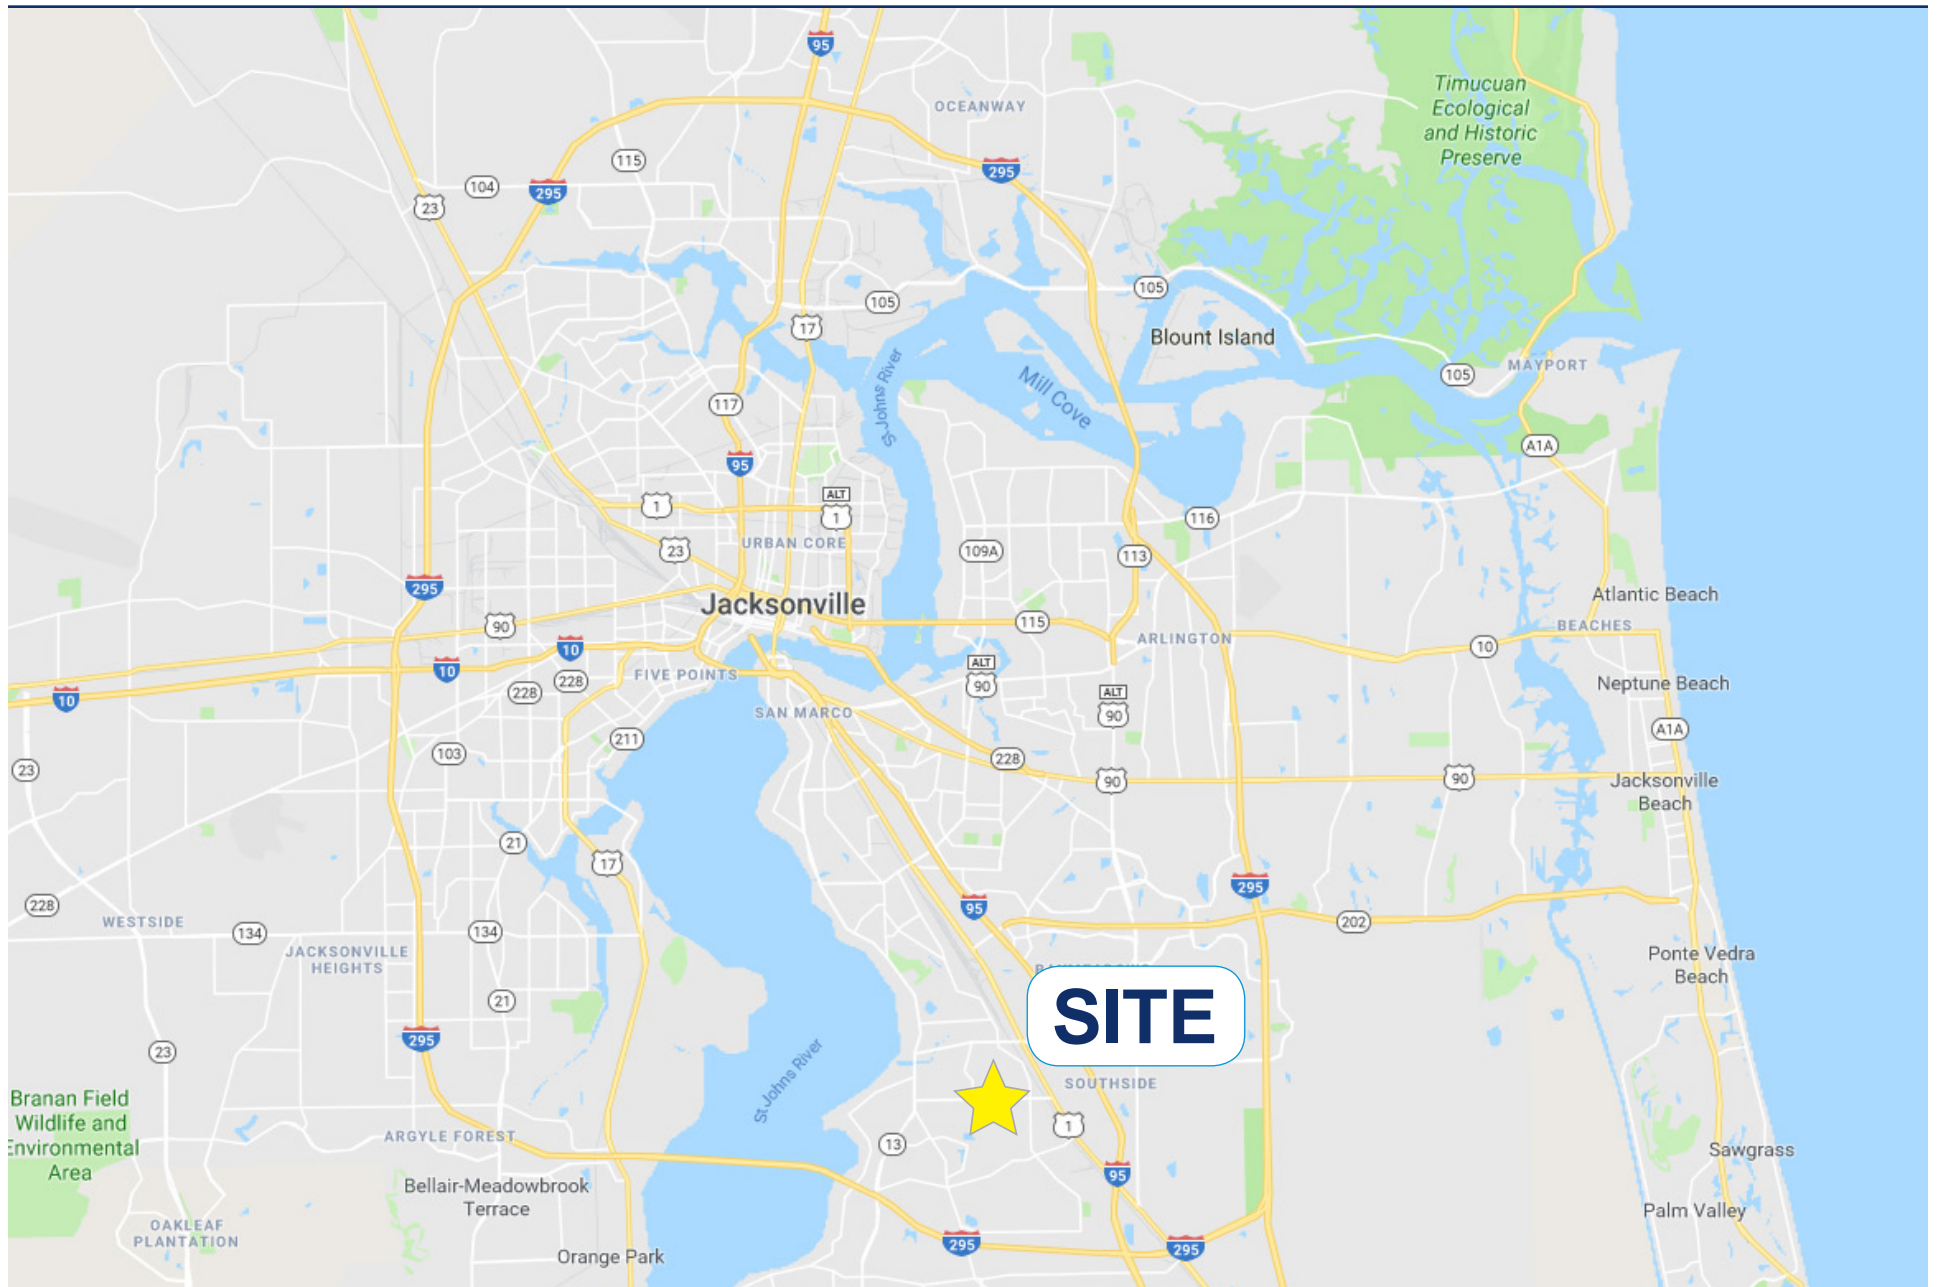 95
OCEANWAY
Timucuan
Ecological
and Historic
Preserve
115
104
295
295
23
105
105
17
Blount Island
St Johns River
Mill Cove
105
MAYPORT
117
A1A
95
ALT
1
1
116
URBAN CORE
23
109A
113
295
Jacksonville
Atlantic Beach
90
115
BEACHES
ARLINGTON
10
10
10
ALT
90
FIVE POINTS
228
228
10
Neptune Beach
ALT
90
SAN MARCO
211
A1A
103
228
23
90
90
Jacksonville
Beach
21
17
295
228
95
WESTSIDE
134
134
202
JACKSONVILLE
HEIGHTS
Ponte Vedra
Beach
21
SITE
295
23
St Johns River
SOUTHSIDE
Branan Field
Wildlife and
Environmental
Area
1
ARGYLE FOREST
13
Sawgrass
95
Bellair-Meadowbrook
Terrace
Palm Valley
OAKLEAF
PLANTATION
295
295
Orange Park